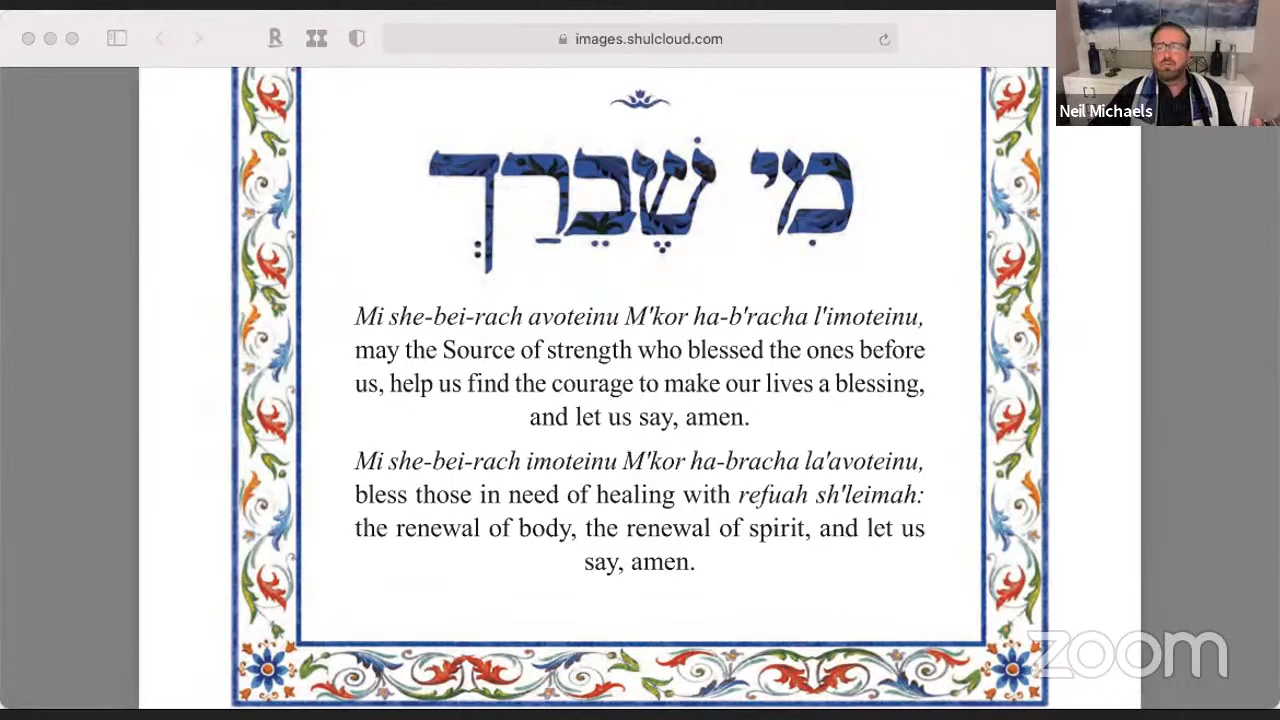 images.shulcloud.com
Neil Michaels
מִי שֶׁבֵּרַךְ
Mi she-bei-rach avoteinu M'kor ha-b'racha l'imoteinu,
may the Source of strength who blessed the ones before
us, help us find the courage to make our lives a blessing,
and let us say, amen.
Mi she-bei-rach imoteinu M'kor ha-bracha la'avoteinu,
bless those in need of healing with refuah sh'leimah:
the renewal of body, the renewal of spirit, and let us
say, amen.
zoom